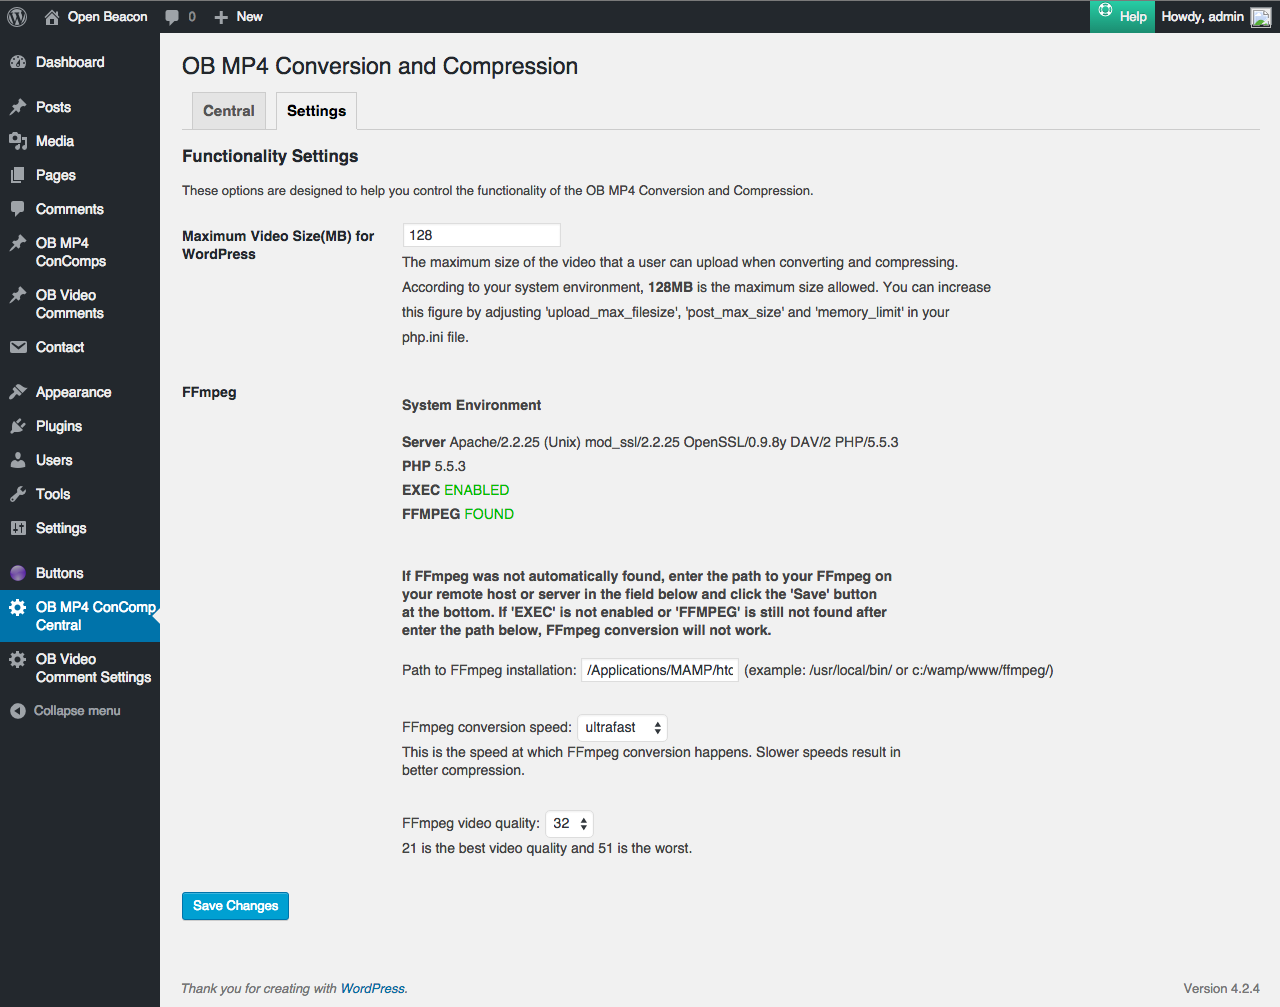 Open Beacon 0 New Help Howdy, admin
Dashboard
Posts
Media
Pages
Comments
OB MP4
ConComps
OB Video
Comments
Contact
Appearance
Plugins
Users
Tools
Settings
Buttons
OB MP4 ConComp
Central
OB Video
Comment Settings
Collapse menu
OB MP4 Conversion and Compression
Central Settings
Functionality Settings
These options are designed to help you control the functionality of the OB MP4 Conversion and Compression.
Maximum Video Size(MB) for
WordPress
128
The maximum size of the video that a user can upload when converting and compressing.
According to your system environment, 128MB is the maximum size allowed. You can increase
this figure by adjusting 'upload_max_filesize', 'post_max_size' and 'memory_limit' in your
php.ini file.
FFmpeg
System Environment
Server Apache/2.2.25 (Unix) mod_ssl/2.2.25 OpenSSL/0.9.8y DAV/2 PHP/5.5.3
PHP 5.5.3
EXEC ENABLED
FFMPEG FOUND
If FFmpeg was not automatically found, enter the path to your FFmpeg on
your remote host or server in the field below and click the 'Save' button
at the bottom. If 'EXEC' is not enabled or 'FFMPEG' is still not found after
enter the path below, FFmpeg conversion will not work.
Path to FFmpeg installation: /Applications/MAMP/htc (example: /usr/local/bin/ or c:/wamp/www/ffmpeg/)
FFmpeg conversion speed: ultrafast
This is the speed at which FFmpeg conversion happens. Slower speeds result in
better compression.
FFmpeg video quality: 32
21 is the best video quality and 51 is the worst.
Save Changes
Thank you for creating with WordPress. Version 4.2.4